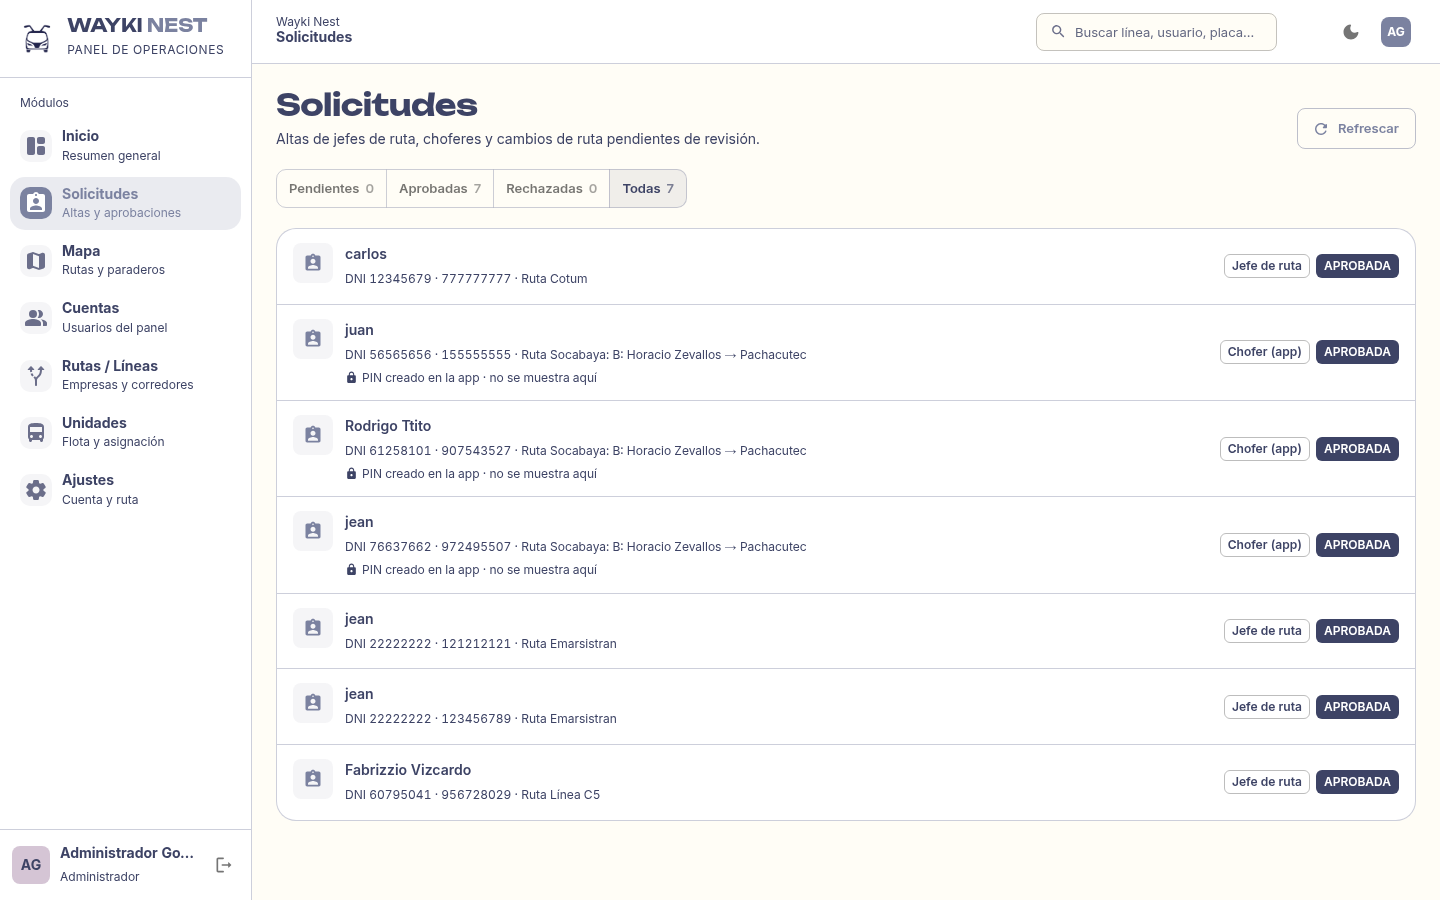 WAYKI NEST
PANEL DE OPERACIONES
Módulos
Inicio
Resumen general
Solicitudes
Altas y aprobaciones
Mapa
Rutas y paraderos
Cuentas
Usuarios del panel
Rutas / Líneas
Empresas y corredores
Unidades
Flota y asignación
Ajustes
Cuenta y ruta
AG
Administrador Go...
Administrador
Wayki Nest
Solicitudes
Buscar línea, usuario, placa...
AG
Solicitudes
Altas de jefes de ruta, choferes y cambios de ruta pendientes de revisión.
Refrescar
Pendientes 0 Aprobadas 7 Rechazadas 0 Todas 7
carlos
DNI 12345679 · 777777777 · Ruta Cotum
Jefe de ruta APROBADA
juan
DNI 56565656 · 155555555 · Ruta Socabaya: B: Horacio Zevallos → Pachacutec
PIN creado en la app · no se muestra aquí
Chofer (app) APROBADA
Rodrigo Ttito
DNI 61258101 · 907543527 · Ruta Socabaya: B: Horacio Zevallos → Pachacutec
PIN creado en la app · no se muestra aquí
Chofer (app) APROBADA
jean
DNI 76637662 · 972495507 · Ruta Socabaya: B: Horacio Zevallos → Pachacutec
PIN creado en la app · no se muestra aquí
Chofer (app) APROBADA
jean
DNI 22222222 · 121212121 · Ruta Emarsistran
Jefe de ruta APROBADA
jean
DNI 22222222 · 123456789 · Ruta Emarsistran
Jefe de ruta APROBADA
Fabrizzio Vizcardo
DNI 60795041 · 956728029 · Ruta Línea C5
Jefe de ruta APROBADA